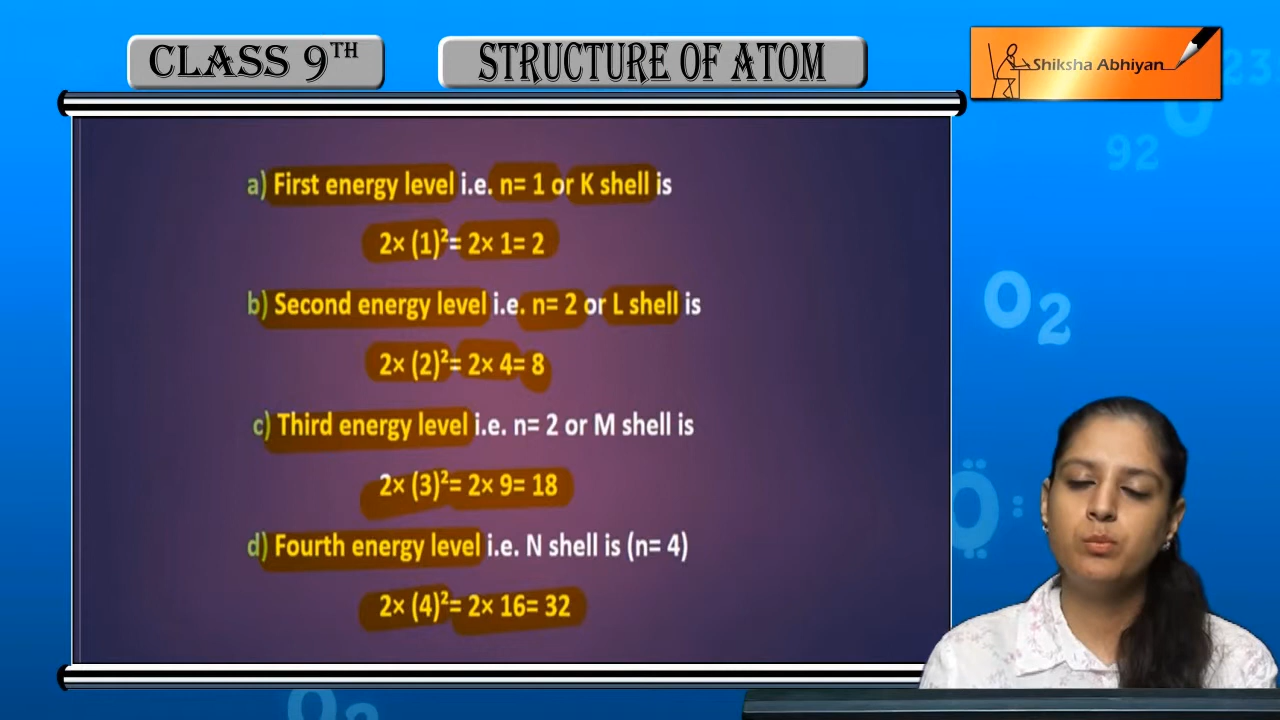 CLASS 9TH
STRUCTURE OF ATOM
Shiksha Abhiyan
23
92
O
a) First energy level i.e. n= 1 or K shell is
2× (1)²= 2× 1= 2
b) Second energy level i.e. n= 2 or L shell is
2× (2)²= 2× 4= 8
c) Third energy level i.e. n= 2 or M shell is
2× (3)²= 2× 9= 18
d) Fourth energy level i.e. N shell is (n= 4)
2× (4)²= 2× 16= 32
O2
O:
O2